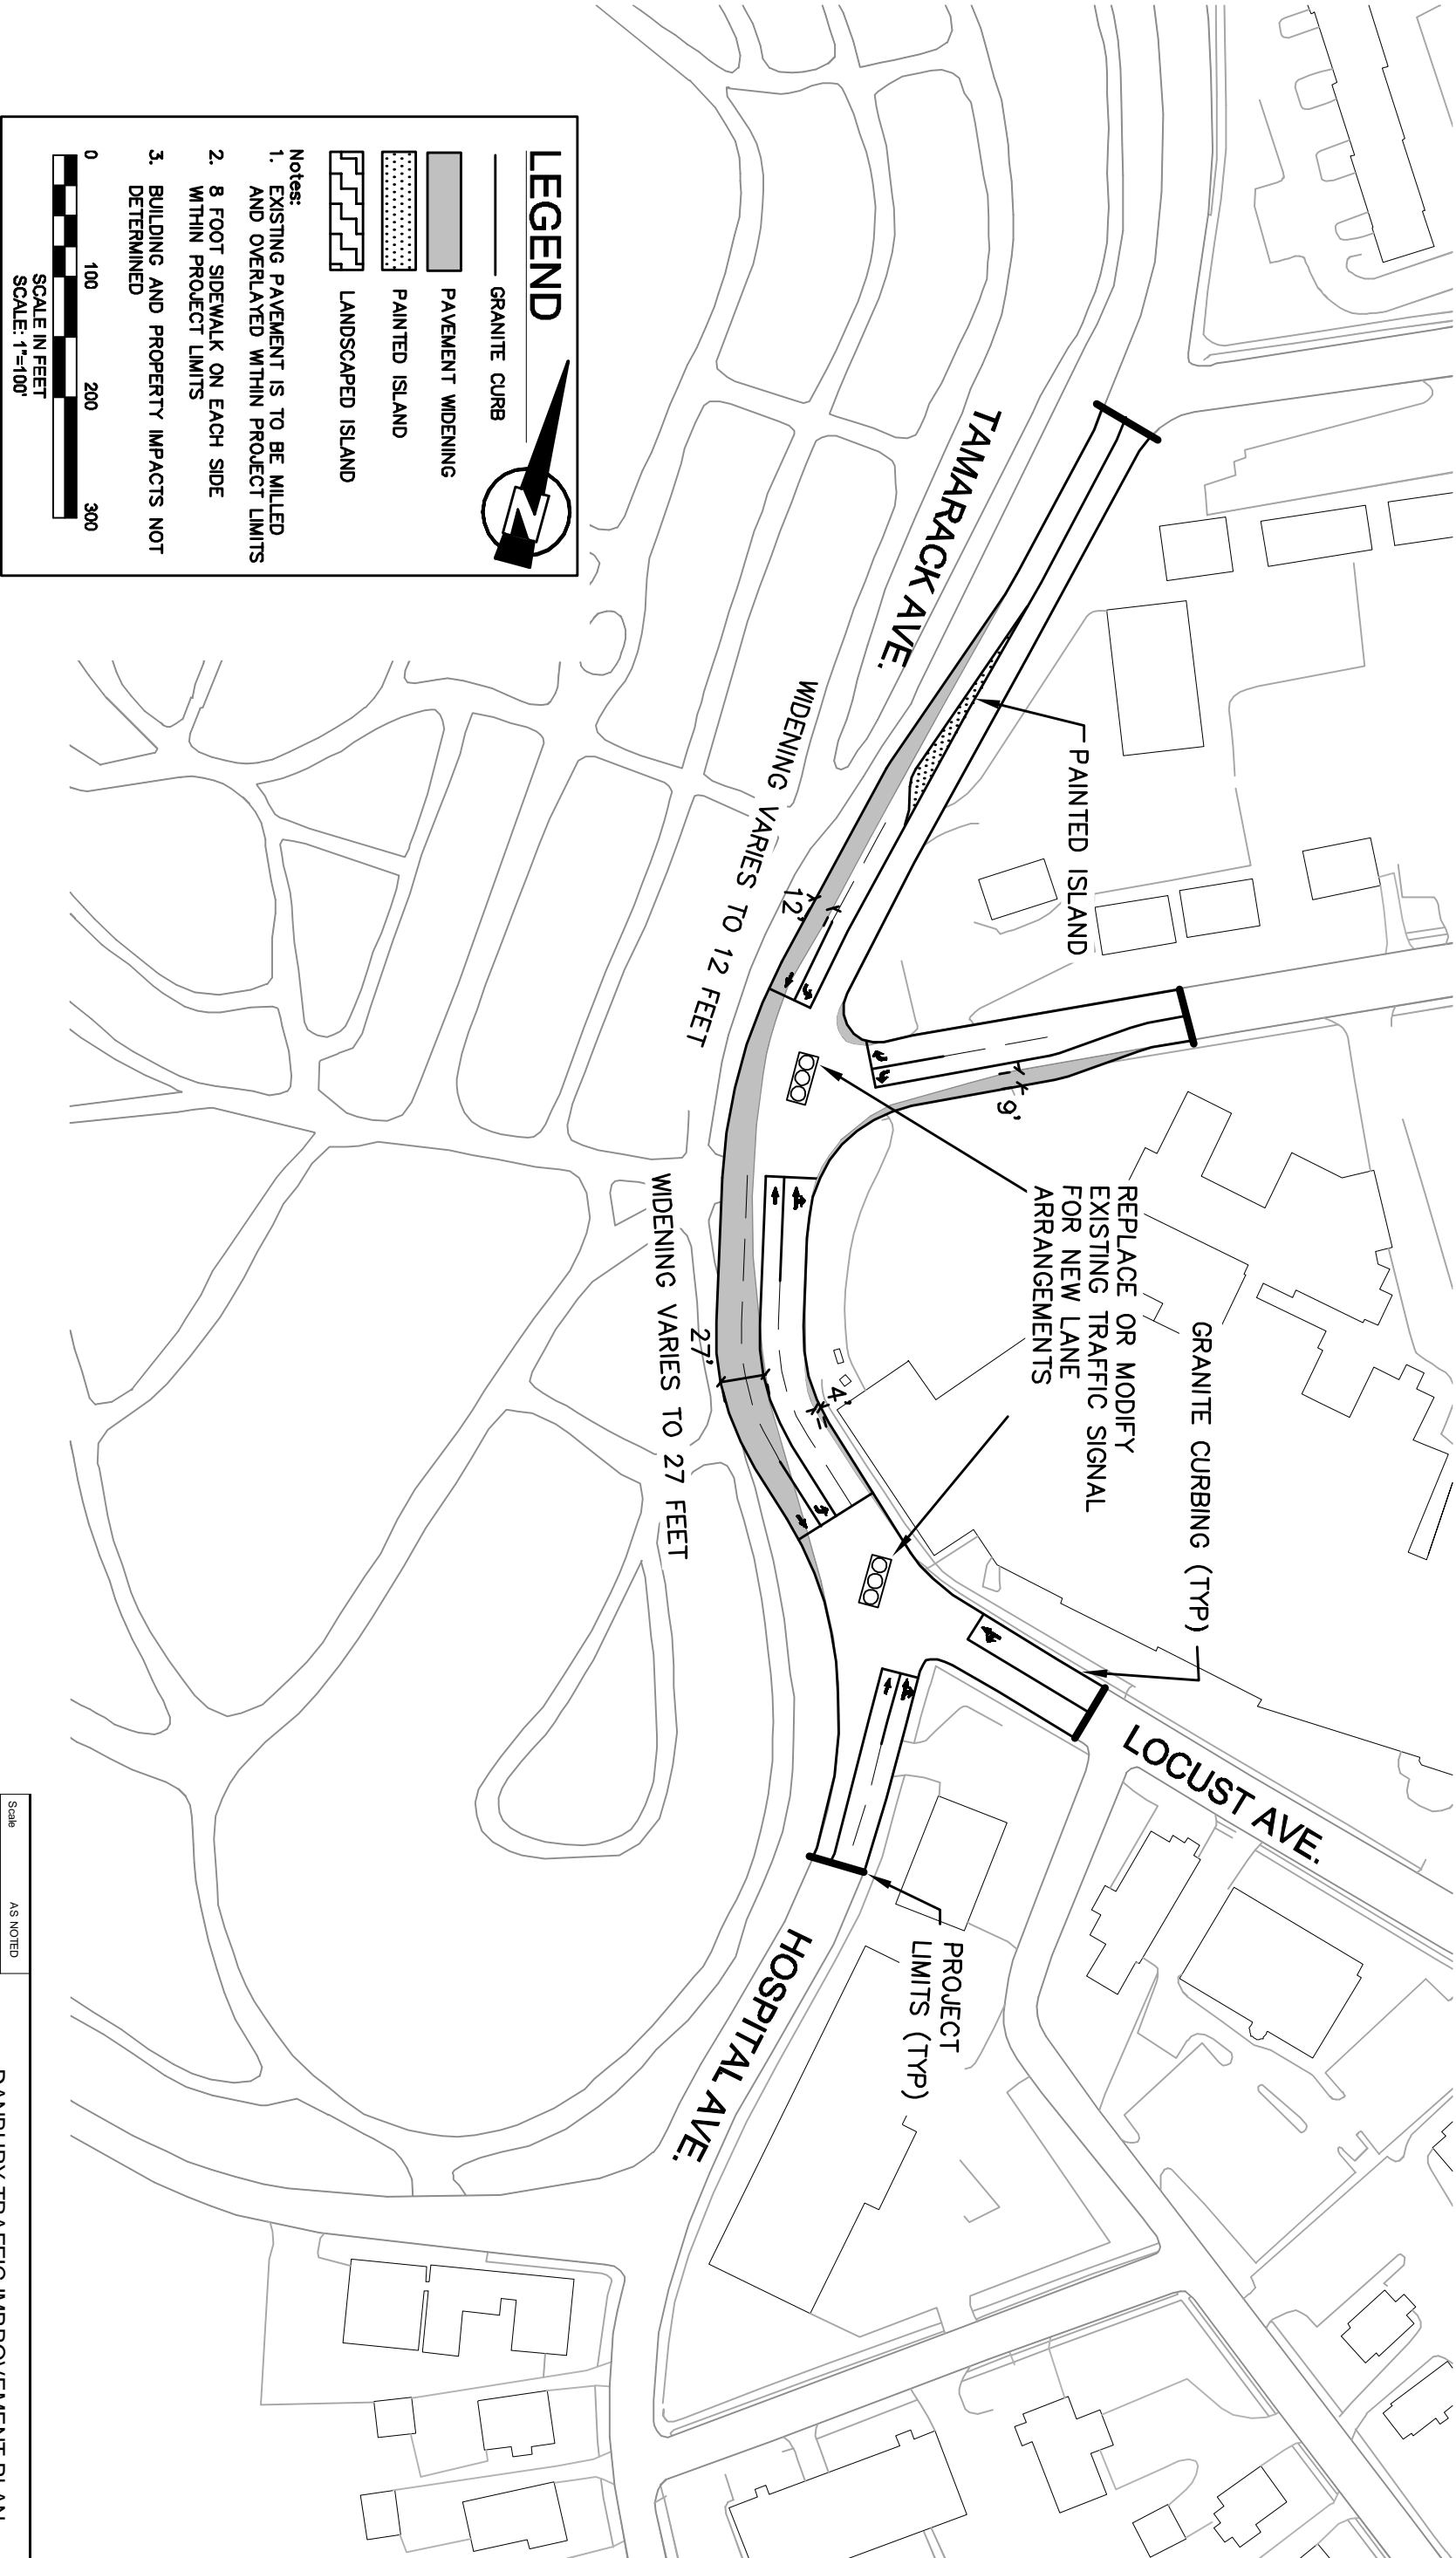 TAMARACK AVE.
PAINTED ISLAND
WIDENING VARIES TO 12 FEET
12'
9'
REPLACE OR MODIFY
EXISTING TRAFFIC SIGNAL
FOR NEW LANE
ARRANGEMENTS
GRANITE CURBING (TYP)
4'
27'
WIDENING VARIES TO 27 FEET
LOCUST AVE.
PROJECT
LIMITS (TYP)
HOSPITAL AVE.
LEGEND
GRANITE CURB
PAVEMENT WIDENING
PAINTED ISLAND
LANDSCAPED ISLAND
N
Notes:
1. EXISTING PAVEMENT IS TO BE MILLED
AND OVERLAYED WITHIN PROJECT LIMITS
2. 8 FOOT SIDEWALK ON EACH SIDE
WITHIN PROJECT LIMITS
3. BUILDING AND PROPERTY IMPACTS NOT
DETERMINED
0 100 200 300
SCALE IN FEET
SCALE: 1"=100'
Scale AS NOTED